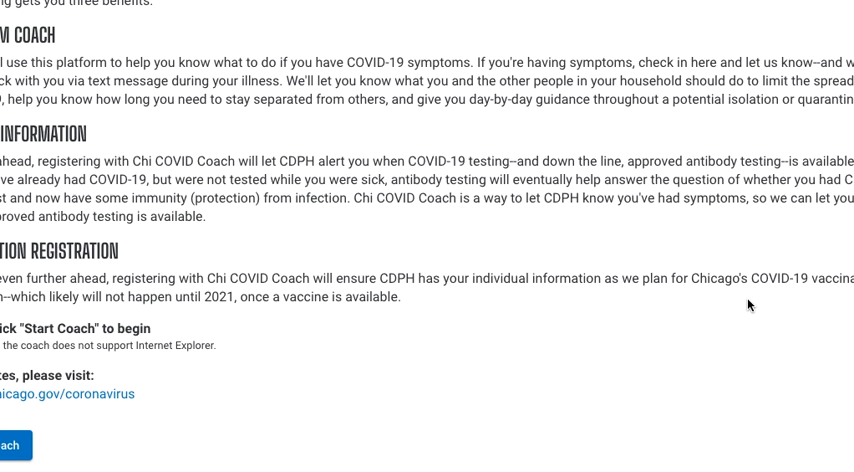 ng gets you three benefits.
M COACH
l use this platform to help you know what to do if you have COVID-19 symptoms. If you're having symptoms, check in here and let us know--and w
ck with you via text message during your illness. We'll let you know what you and the other people in your household should do to limit the spread
, help you know how long you need to stay separated from others, and give you day-by-day guidance throughout a potential isolation or quarantin
INFORMATION
ahead, registering with Chi COVID Coach will let CDPH alert you when COVID-19 testing--and down the line, approved antibody testing--is available
ve already had COVID-19, but were not tested while you were sick, antibody testing will eventually help answer the question of whether you had C
st and now have some immunity (protection) from infection. Chi COVID Coach is a way to let CDPH know you've had symptoms, so we can let you
proved antibody testing is available.
TION REGISTRATION
even further ahead, registering with Chi COVID Coach will ensure CDPH has your individual information as we plan for Chicago's COVID-19 vaccina
n--which likely will not happen until 2021, once a vaccine is available.
ick "Start Coach" to begin
the coach does not support Internet Explorer.
tes, please visit:
hicago.gov/coronavirus
ach